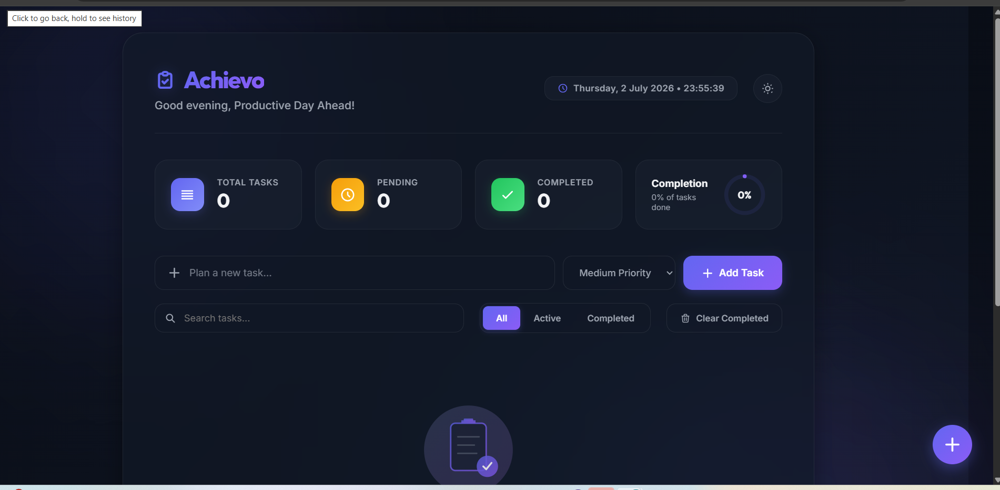 Click to go back, hold to see history
Achievo
Good evening, Productive Day Ahead!
Thursday, 2 July 2026 • 23:55:39
TOTAL TASKS
0
PENDING
0
COMPLETED
0
Completion
0% of tasks
done
0%
Plan a new task...
Medium Priority
Add Task
Search tasks...
All
Active
Completed
Clear Completed